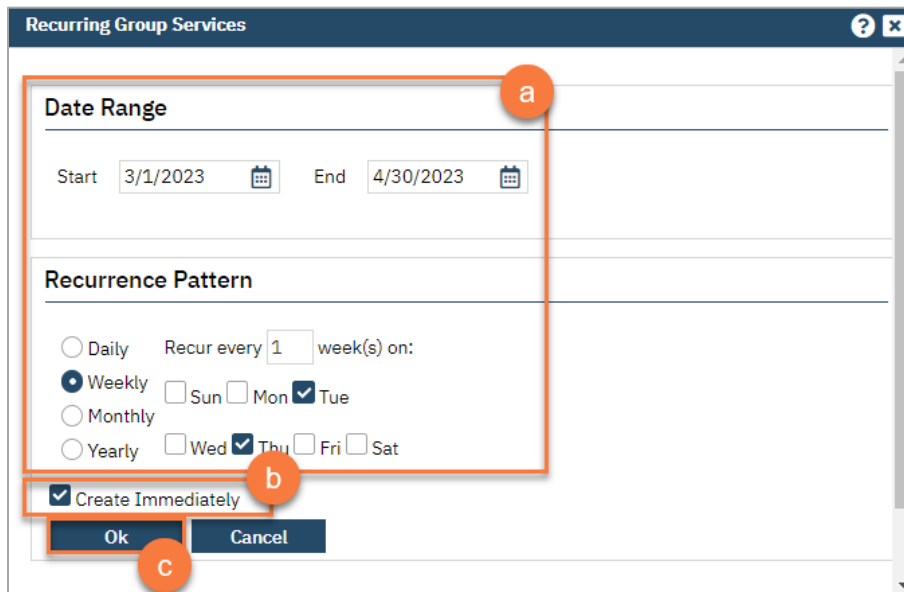 Recurring Group Services
a
Date Range
Start 3/1/2023 End 4/30/2023
Recurrence Pattern
Daily Recur every 1 week(s) on:
Weekly Sun Mon Tue
Monthly
Yearly Wed Thu Fri Sat
b
Create Immediately
Ok Cancel
c